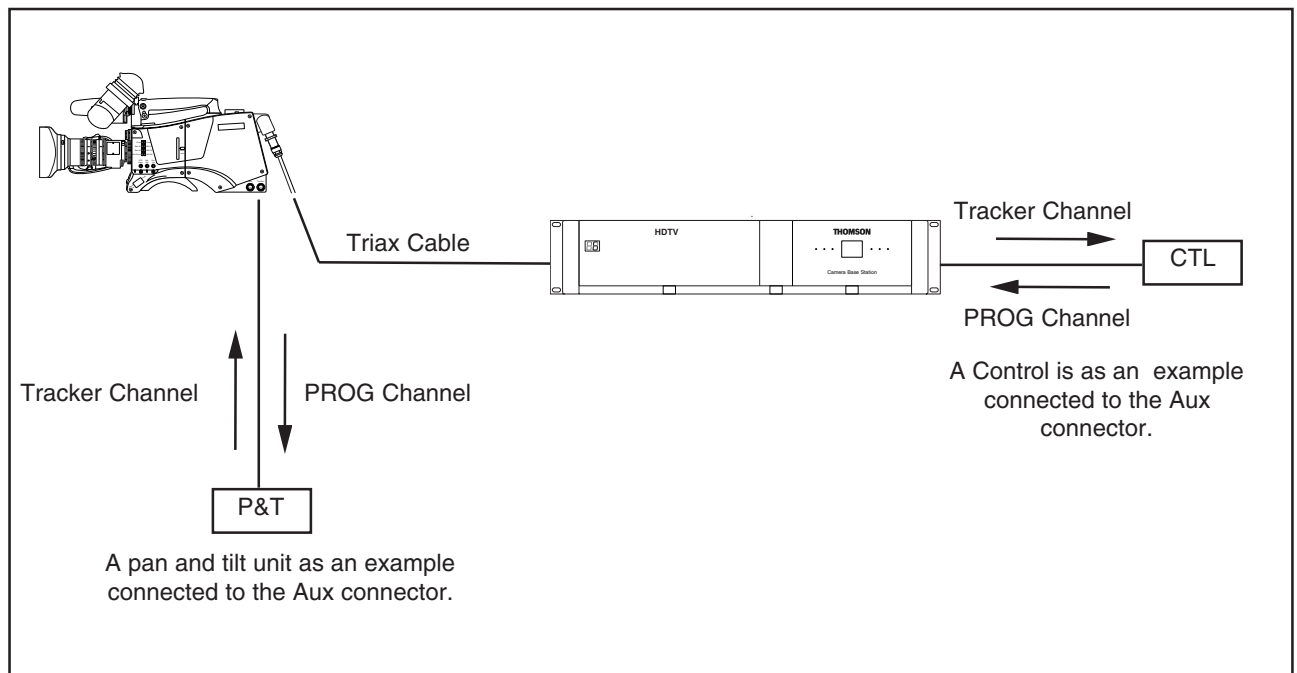 HDTV
THOMSON
Camera Base Station
Triax Cable
Tracker Channel
CTL
PROG Channel
A Control is as an example
connected to the Aux
connector.
Tracker Channel
PROG Channel
P&T
A pan and tilt unit as an example
connected to the Aux connector.